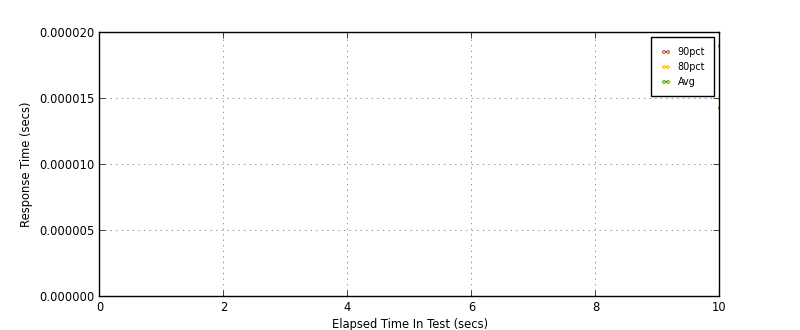 0.000020
0.000015
0.000010
0.000005
0.000000
Response Time (secs)
90pct
80pct
Avg
0 2 4 6 8 10
Elapsed Time In Test (secs)